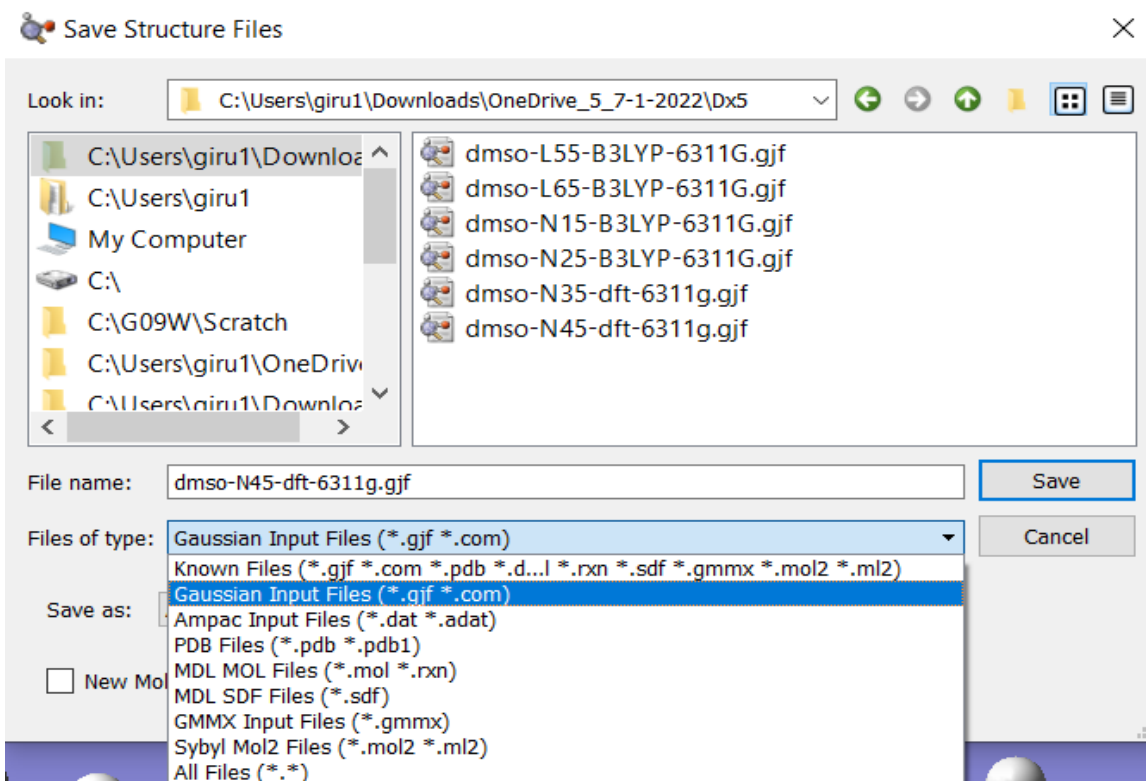 Save Structure Files
Look in:
C:\Users\giru1\Downloads\OneDrive_5_7-1-2022\Dx5
C:\Users\giru1\Downloa
C:\Users\giru1
My Computer
C:\
C:\G09W\Scratch
C:\Users\giru1\OneDriv
C:\Users\giru1\Downloa
dmso-L55-B3LYP-6311G.gjf
dmso-L65-B3LYP-6311G.gjf
dmso-N15-B3LYP-6311G.gjf
dmso-N25-B3LYP-6311G.gjf
dmso-N35-dft-6311g.gjf
dmso-N45-dft-6311g.gjf
File name:
dmso-N45-dft-6311g.gjf
Save
Files of type:
Gaussian Input Files (*.gjf *.com)
Cancel
Known Files (*.gjf *.com *.pdb *.d...l *.rxn *.sdf *.gmmx *.mol2 *.ml2)
Gaussian Input Files (*.gjf *.com)
Save as:
Ampac Input Files (*.dat *.adat)
PDB Files (*.pdb *.pdb1)
MDL MOL Files (*.mol *.rxn)
New Mol
MDL SDF Files (*.sdf)
GMMX Input Files (*.gmmx)
Sybyl Mol2 Files (*.mol2 *.ml2)
All Files (*.*)